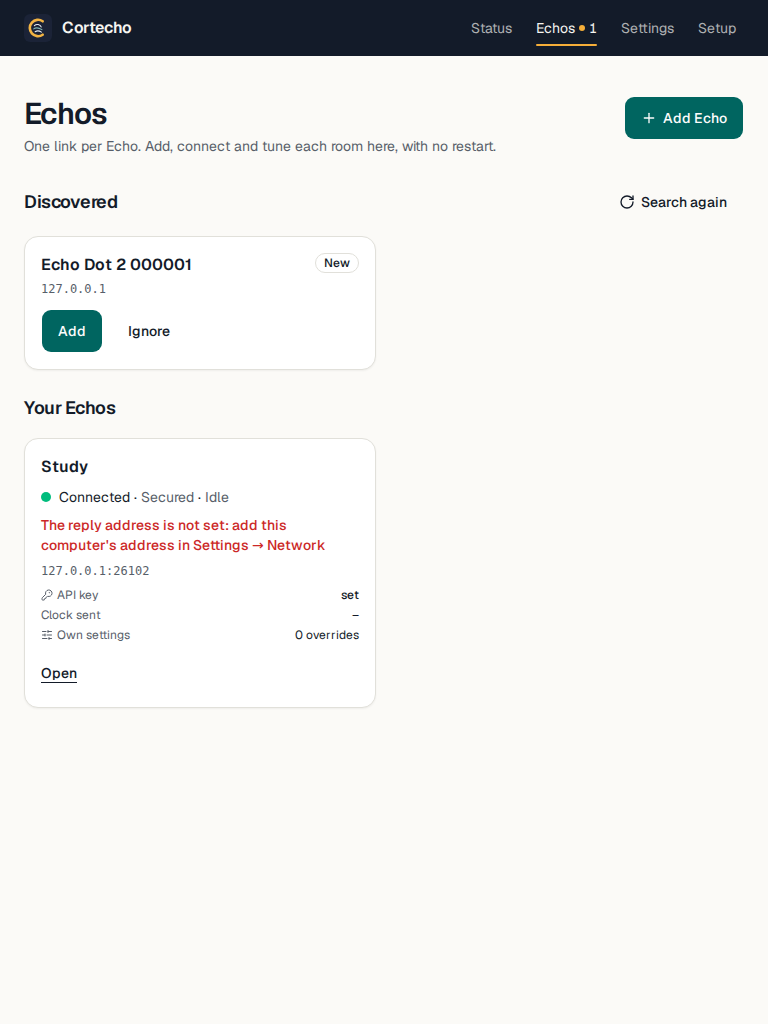 Cortecho
Status
Echos 1
Settings
Setup
Echos
Add Echo
One link per Echo. Add, connect and tune each room here, with no restart.
Discovered
Search again
Echo Dot 2 000001
New
127.0.0.1
Add
Ignore
Your Echos
Study
Connected · Secured · Idle
The reply address is not set: add this
computer's address in Settings → Network
127.0.0.1:26102
API key
set
Clock sent
–
Own settings
0 overrides
Open